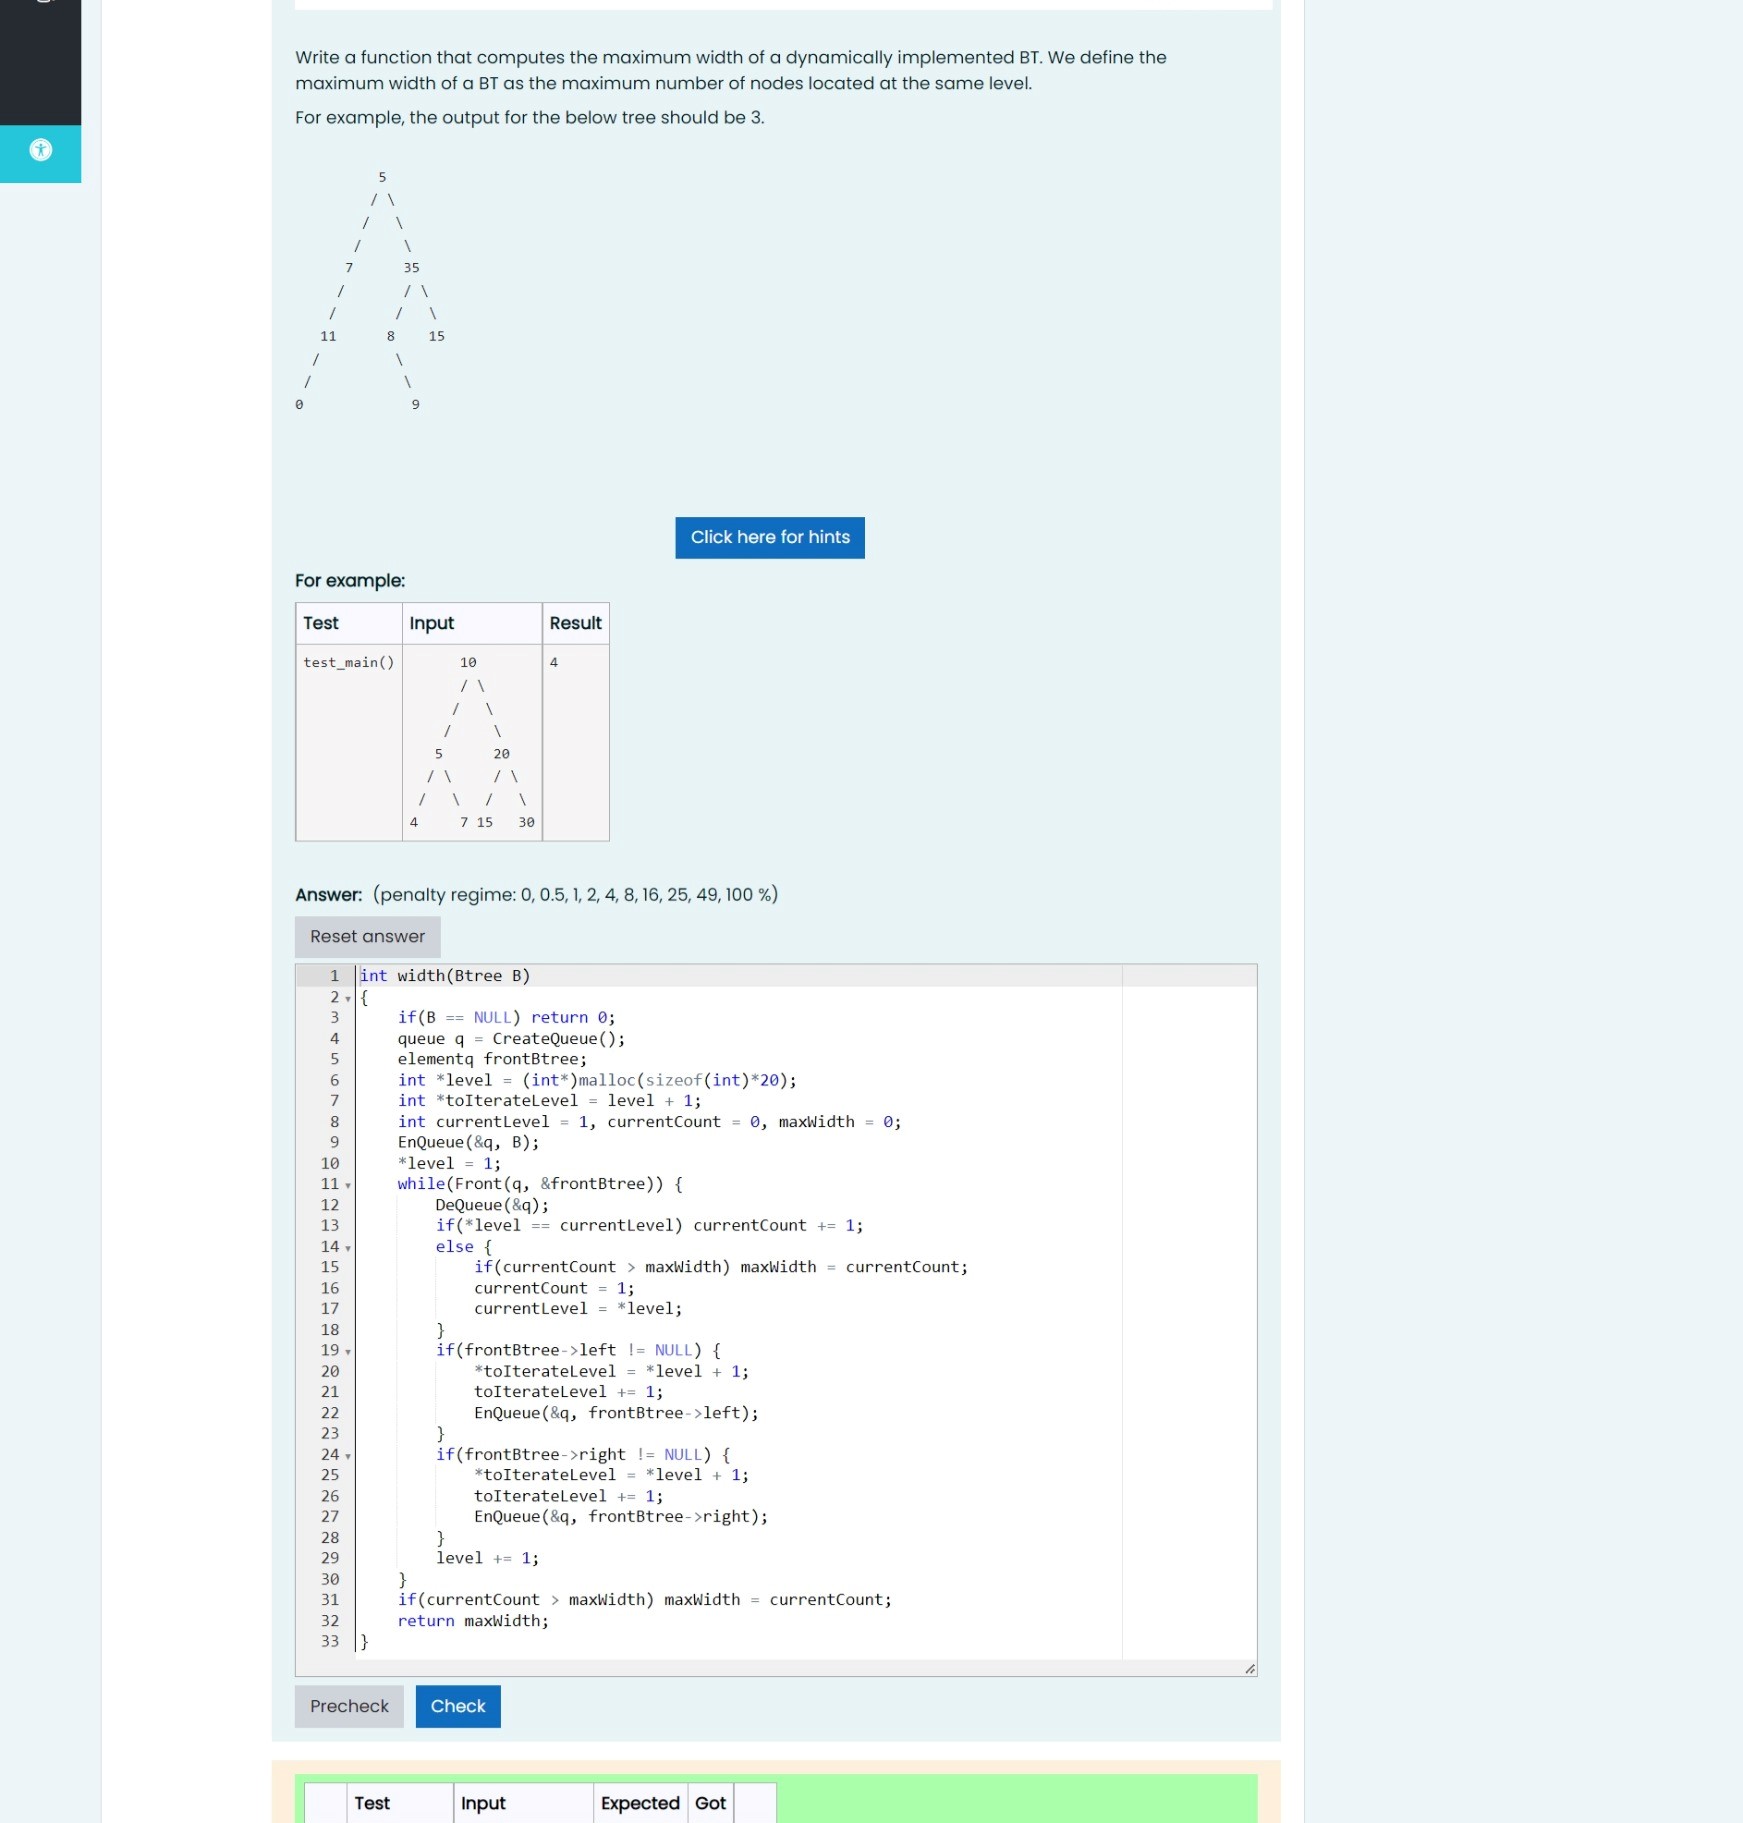 Write a function that computes the maximum width of a dynamically implemented BT. We define the
maximum width of a BT as the maximum number of nodes located at the same level.
For example, the output for the below tree should be 3.
5
/ \
/ \
/ \
7 35
/ / \
/ / \
11 8 15
/ \
/ \
0 9
Click here for hints
For example:
Test Input Result
test_main() 10 4
/ \
/ \
/ \
5 20
/ \ / \
/ \ / \
4 7 15 30
Answer: (penalty regime: 0, 0.5, 1, 2, 4, 8, 16, 25, 49, 100 %)
Reset answer
1 int width(Btree B)
2 {
3 if(B == NULL) return 0;
4 queue q = CreateQueue();
5 elementq frontBtree;
6 int *level = (int*)malloc(sizeof(int)*20);
7 int *toIterateLevel = level + 1;
8 int currentLevel = 1, currentCount = 0, maxWidth = 0;
9 EnQueue(&q, B);
10 *level = 1;
11 while(Front(q, &frontBtree)) {
12 DeQueue(&q);
13 if(*level == currentLevel) currentCount += 1;
14 else {
15 if(currentCount > maxWidth) maxWidth = currentCount;
16 currentCount = 1;
17 currentLevel = *level;
18 }
19 if(frontBtree->left != NULL) {
20 *toIterateLevel = *level + 1;
21 toIterateLevel += 1;
22 EnQueue(&q, frontBtree->left);
23 }
24 if(frontBtree->right != NULL) {
25 *toIterateLevel = *level + 1;
26 toIterateLevel += 1;
27 EnQueue(&q, frontBtree->right);
28 }
29 level += 1;
30 }
31 if(currentCount > maxWidth) maxWidth = currentCount;
32 return maxWidth;
33 }
Precheck Check
Test Input Expected Got